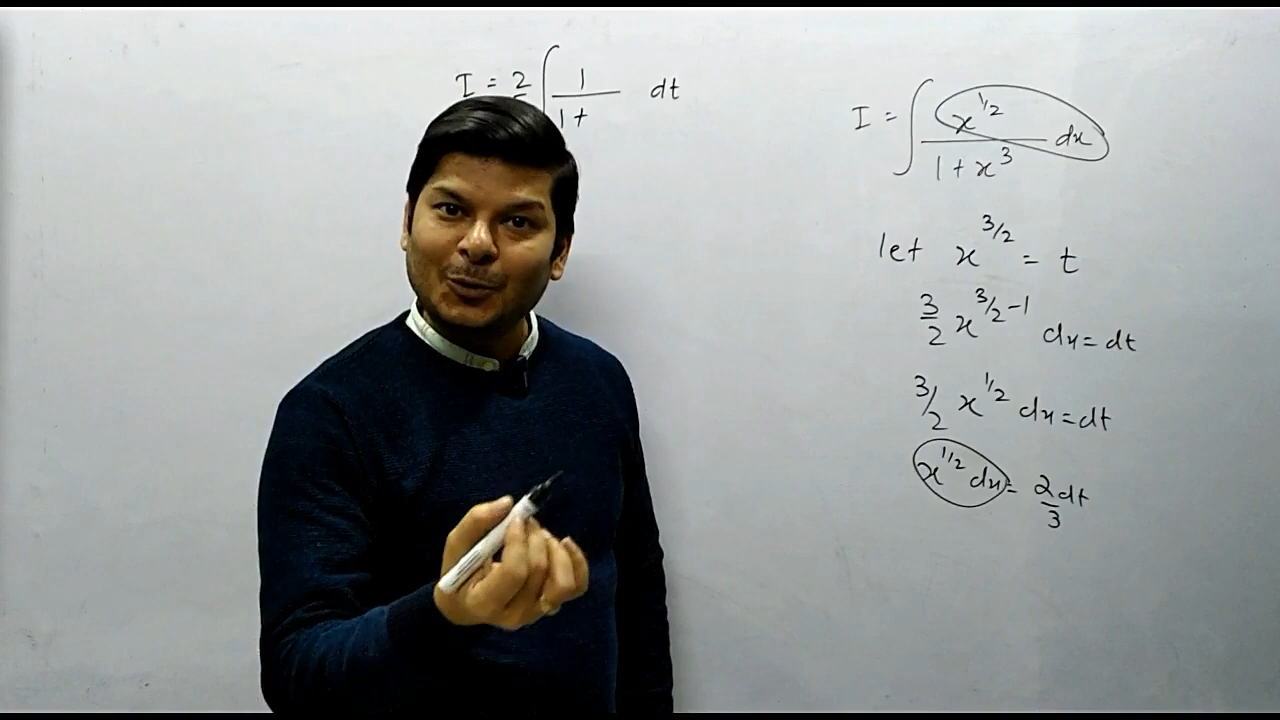 I = 2 ∫ 1/(1+ dt
I = ∫ x^(1/2)/(1+x^3) dx
let x^(3/2) = t
3/2 x^(3/2-1) dx = dt
3/2 x^(1/2) dx = dt
x^(1/2) dx = 2/3 dt